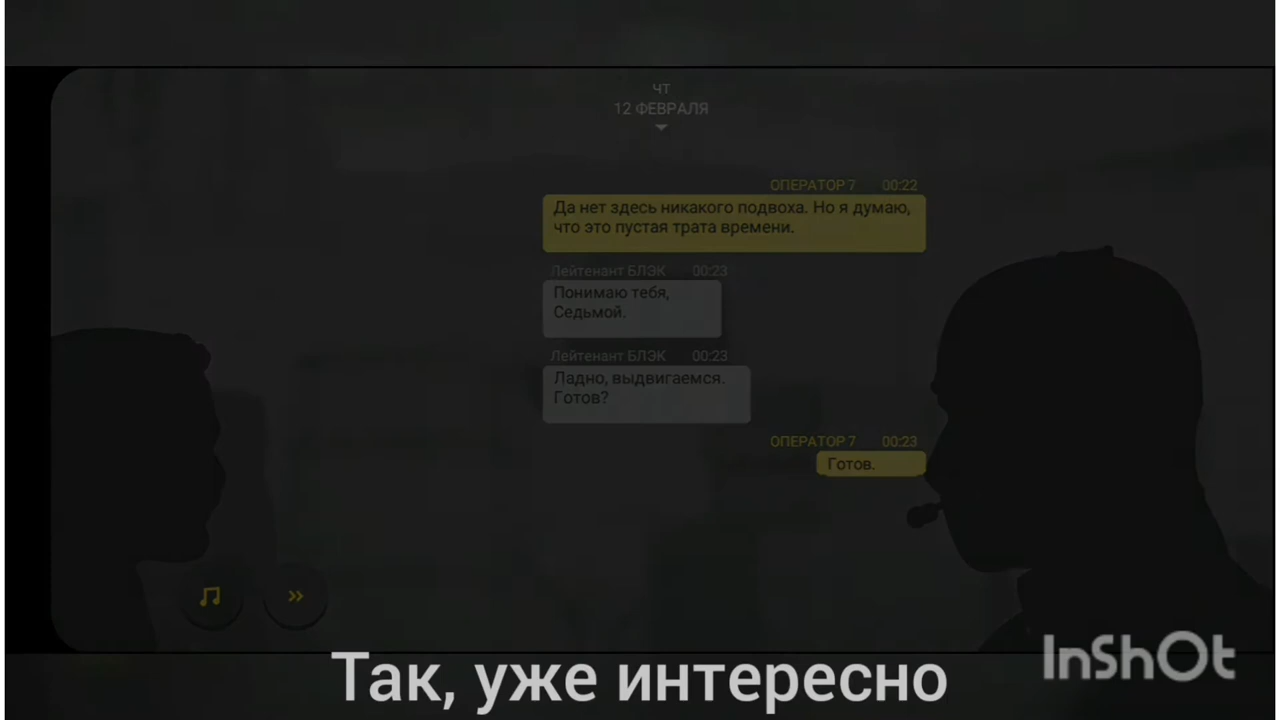 ЧТ
12 ФЕВРАЛЯ
ОПЕРАТОР 7 00:22
Да нет здесь никакого подвоха. Но я думаю,
что это пустая трата времени.
Лейтенант БЛЭК 00:23
Понимаю тебя,
Седьмой.
Лейтенант БЛЭК 00:23
Ладно, выдвигаемся.
Готов?
ОПЕРАТОР 7 00:23
Готов.
Так, уже интересно
InShOt